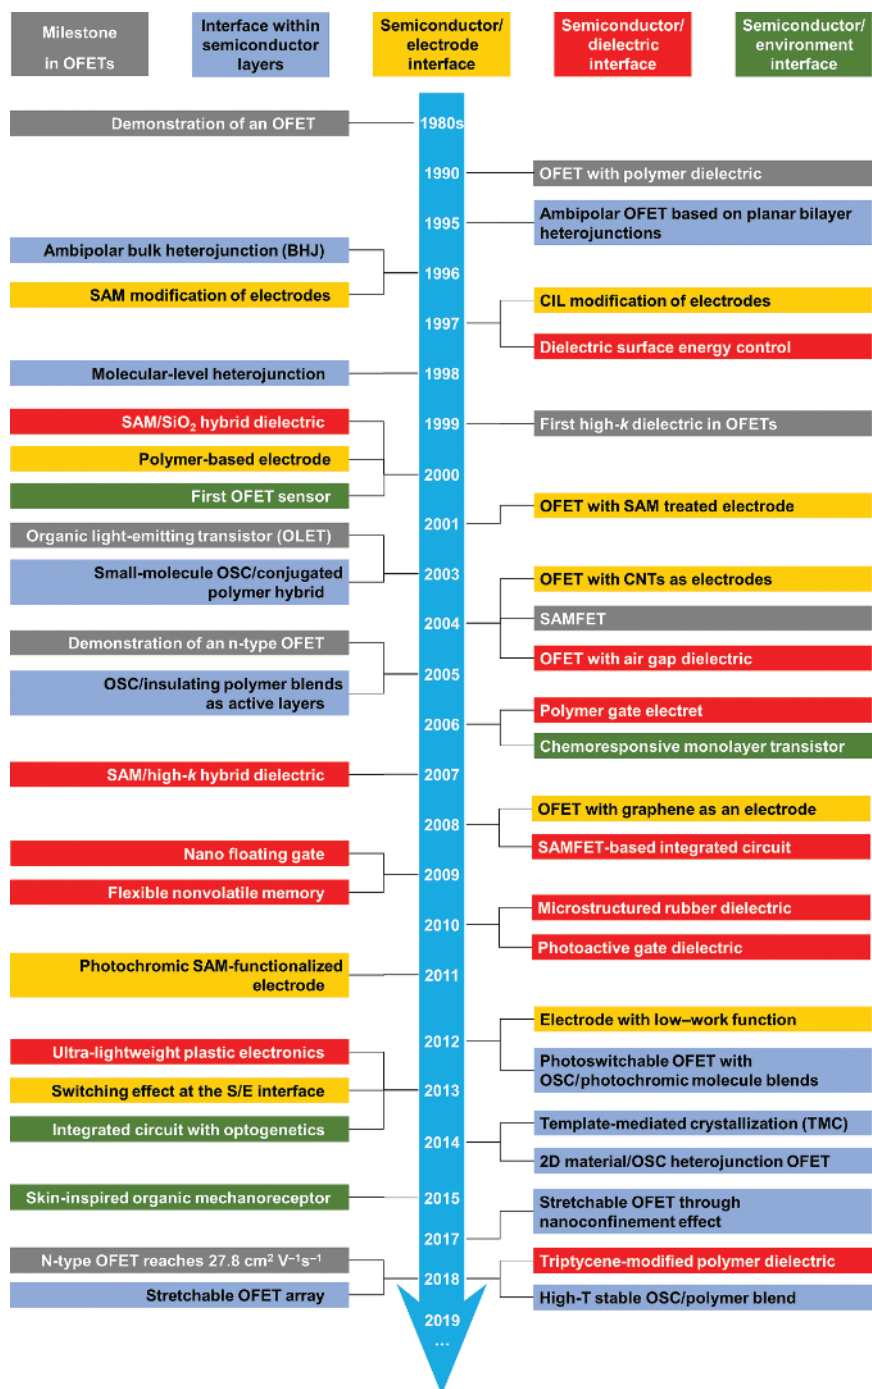 Milestone
in OFETs
Interface within
semiconductor
layers
Semiconductor/
electrode
interface
Semiconductor/
dielectric
interface
Semiconductor/
environment
interface
Demonstration of an OFET
1980s
1990
OFET with polymer dielectric
1995
Ambipolar OFET based on planar bilayer
heterojunctions
Ambipolar bulk heterojunction (BHJ)
SAM modification of electrodes
1996
CIL modification of electrodes
1997
Dielectric surface energy control
Molecular-level heterojunction
1998
SAM/SiO₂ hybrid dielectric
1999
First high-k dielectric in OFETs
Polymer-based electrode
2000
First OFET sensor
2001
OFET with SAM treated electrode
Organic light-emitting transistor (OLET)
2003
Small-molecule OSC/conjugated
polymer hybrid
OFET with CNTs as electrodes
2004
SAMFET
OFET with air gap dielectric
Demonstration of an n-type OFET
2005
OSC/insulating polymer blends
as active layers
Polymer gate electret
2006
Chemoresponsive monolayer transistor
SAM/high-k hybrid dielectric
2007
OFET with graphene as an electrode
2008
SAMFET-based integrated circuit
Nano floating gate
2009
Flexible nonvolatile memory
Microstructured rubber dielectric
2010
Photoactive gate dielectric
Photochromic SAM-functionalized
electrode
2011
Electrode with low–work function
2012
Photoswitchable OFET with
OSC/photochromic molecule blends
Ultra-lightweight plastic electronics
Switching effect at the S/E interface
2013
Integrated circuit with optogenetics
Template-mediated crystallization (TMC)
2014
2D material/OSC heterojunction OFET
Skin-inspired organic mechanoreceptor
2015
Stretchable OFET through
nanoconfinement effect
2017
N-type OFET reaches 27.8 cm² V⁻¹s⁻¹
Stretchable OFET array
2018
Triptycene-modified polymer dielectric
High-T stable OSC/polymer blend
2019
...